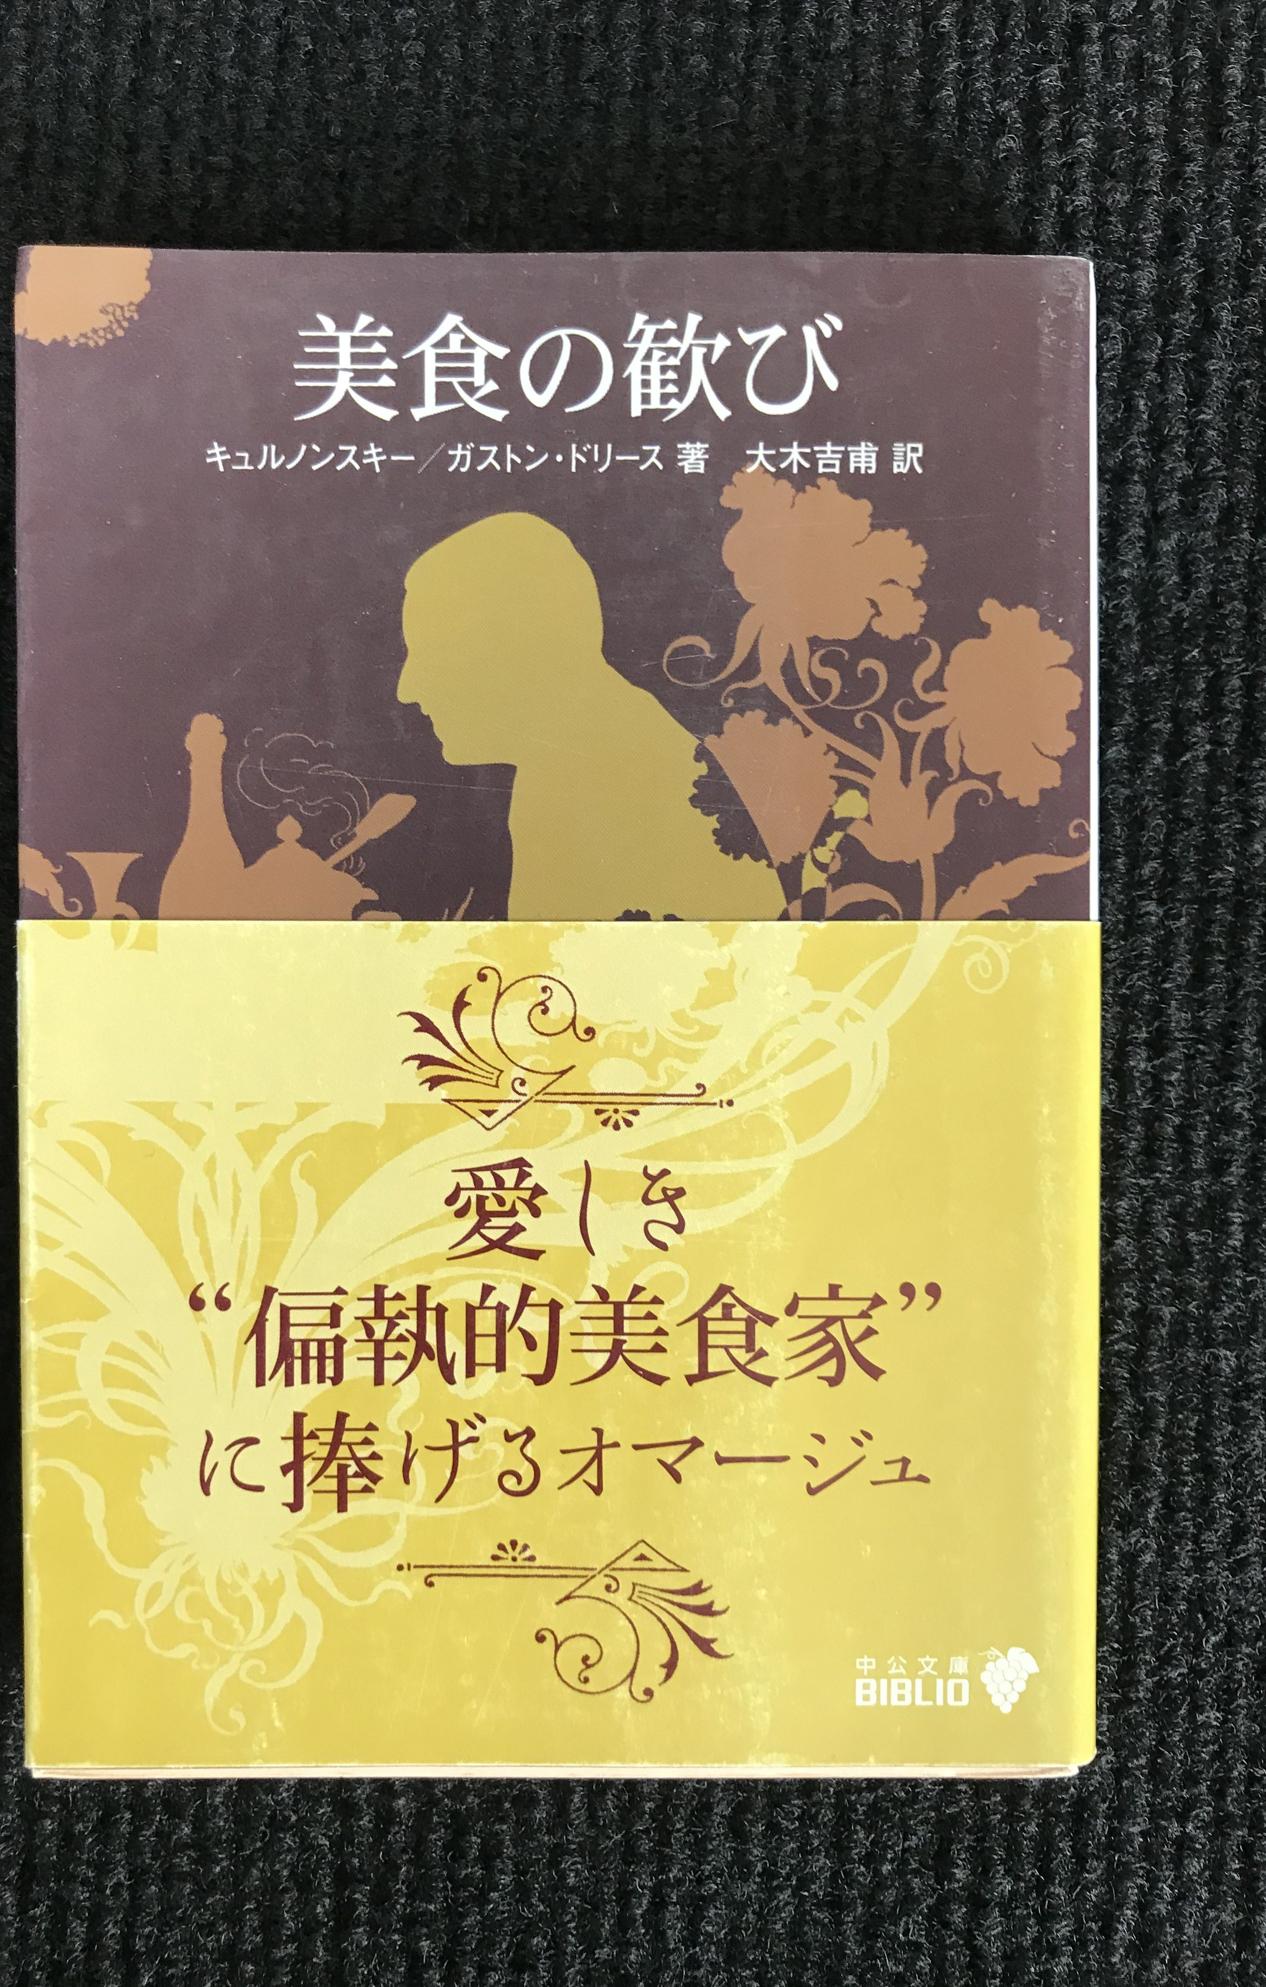 美食の歓び
キュルノンスキー／ガストン・ドリース 著　大木吉甫 訳
愛しき
“偏執的美食家”
に捧げるオマージュ
中公文庫
BIBLIO